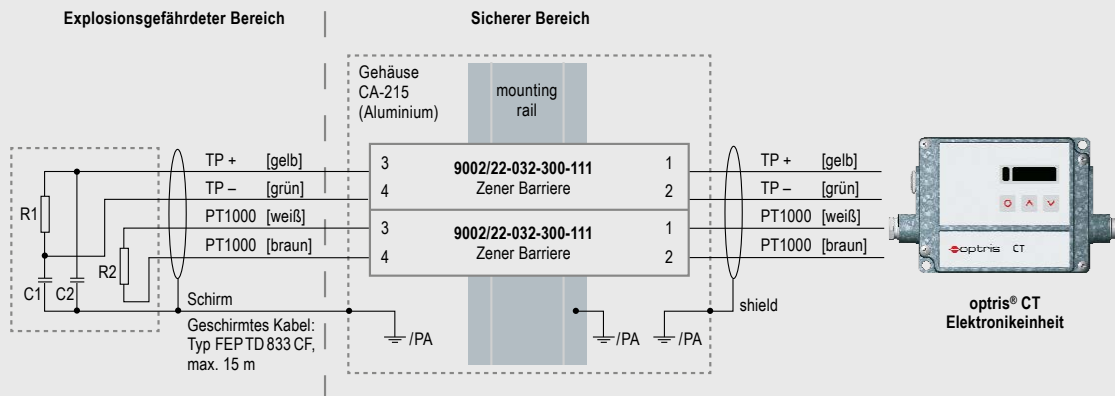 Explosionsgefährdeter Bereich
Sicherer Bereich
Gehäuse
CA-215
(Aluminium)
mounting
rail
R1
C1
C2
R2
TP + [gelb]
TP – [grün]
PT1000 [weiß]
PT1000 [braun]
Schirm
Geschirmtes Kabel:
Typ FEP TD 833 CF,
max. 15 m
3
4
9002/22-032-300-111
Zener Barriere
1
2
3
4
9002/22-032-300-111
Zener Barriere
1
2
/PA
/PA
/PA
TP + [gelb]
TP – [grün]
PT1000 [weiß]
PT1000 [braun]
shield
optris CT
optris® CT
Elektronikeinheit